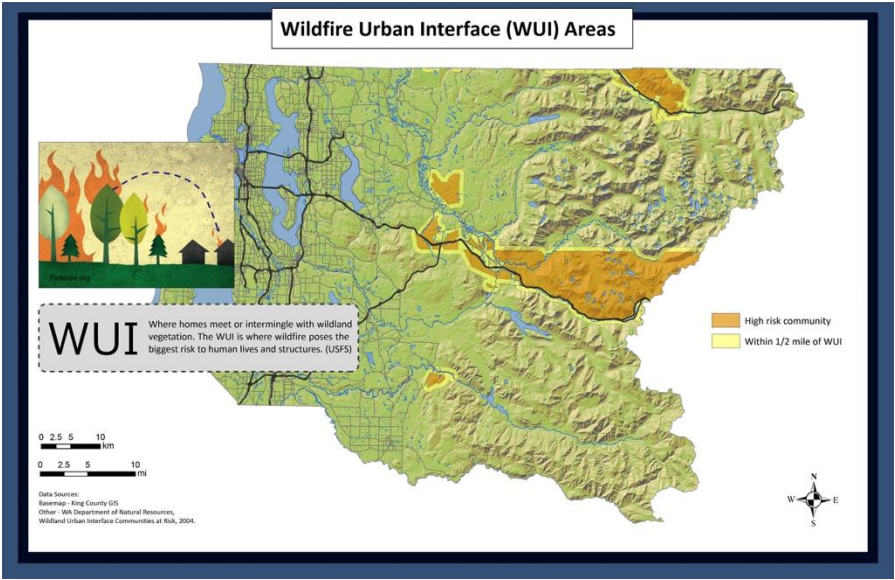 Wildfire Urban Interface (WUI) Areas
Firewise.org
WUI
Where homes meet or intermingle with wildland
vegetation. The WUI is where wildfire poses the
biggest risk to human lives and structures. (USFS)
High risk community
Within 1/2 mile of WUI
0 2.5 5 10
km
0 2.5 5 10
mi
Data Sources:
Basemap - King County GIS
Other - WA Department of Natural Resources,
Wildland Urban Interface Communities at Risk, 2004.
N
W E
S